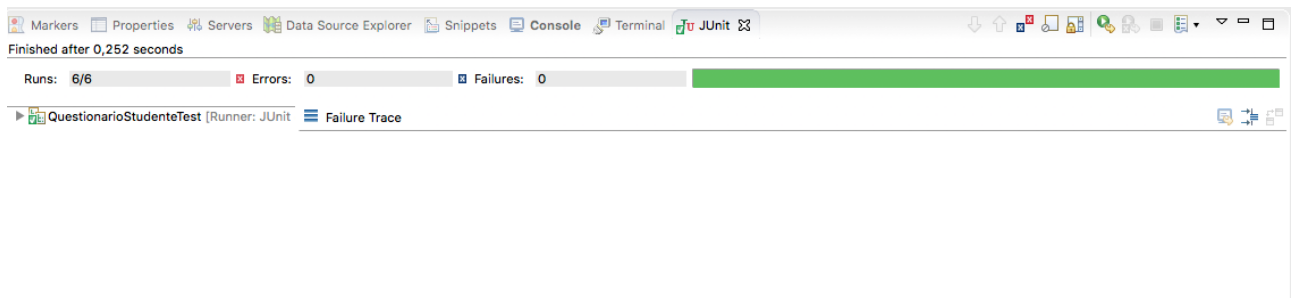 Markers Properties Servers Data Source Explorer Snippets Console Terminal JUnit
Finished after 0,252 seconds
Runs: 6/6 Errors: 0 Failures: 0
QuestionarioStudenteTest [Runner: JUnit Failure Trace